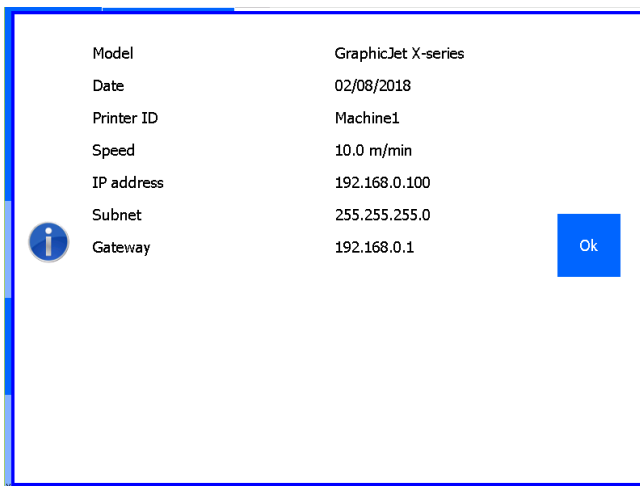 Model GraphicJet X-series
Date 02/08/2018
Printer ID Machine1
Speed 10.0 m/min
IP address 192.168.0.100
Subnet 255.255.255.0
Gateway 192.168.0.1
Ok